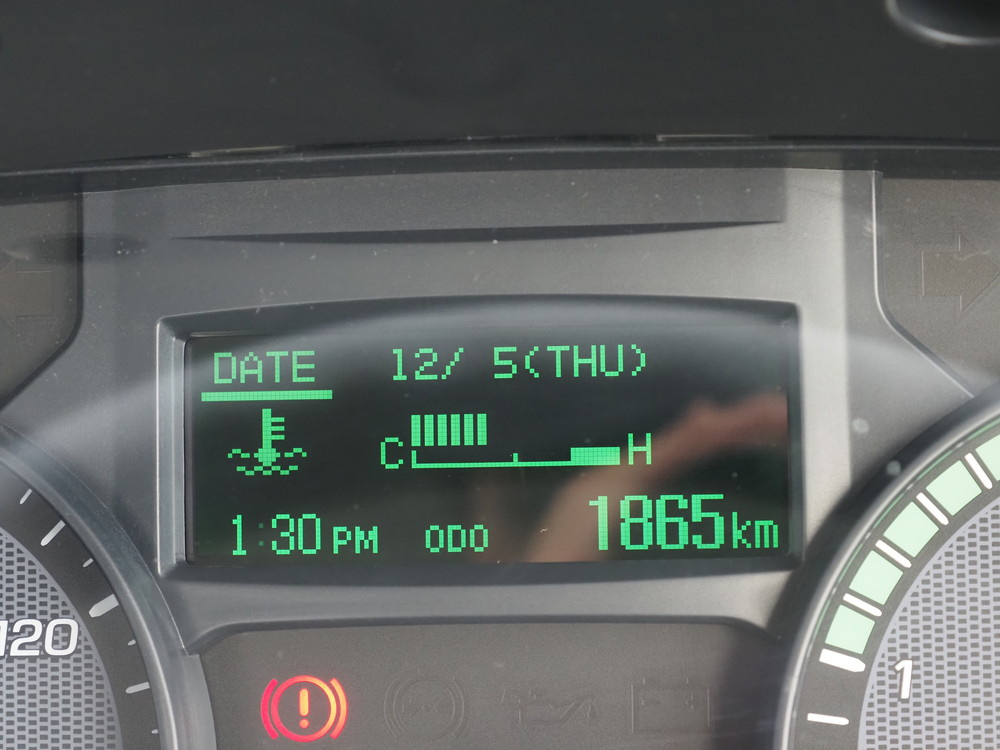 DATE 12/ 5(THU)
C H
1:30 PM ODO 1865km
120
1